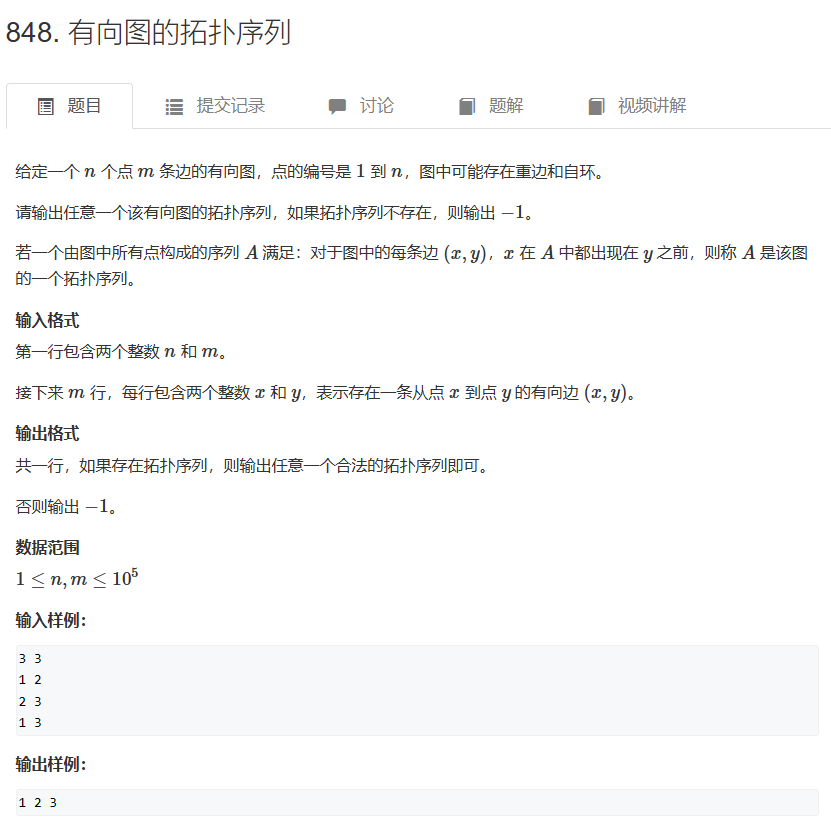 848. 有向图的拓扑序列
题目 提交记录 讨论 题解 视频讲解
给定一个 n 个点 m 条边的有向图，点的编号是 1 到 n，图中可能存在重边和自环。
请输出任意一个该有向图的拓扑序列，如果拓扑序列不存在，则输出 −1。
若一个由图中所有点构成的序列 A 满足：对于图中的每条边 (x, y)，x 在 A 中都出现在 y 之前，则称 A 是该图
的一个拓扑序列。
输入格式
第一行包含两个整数 n 和 m。
接下来 m 行，每行包含两个整数 x 和 y，表示存在一条从点 x 到点 y 的有向边 (x, y)。
输出格式
共一行，如果存在拓扑序列，则输出任意一个合法的拓扑序列即可。
否则输出 −1。
数据范围
1 ≤ n, m ≤ 10⁵
输入样例：
3 3
1 2
2 3
1 3
输出样例：
1 2 3